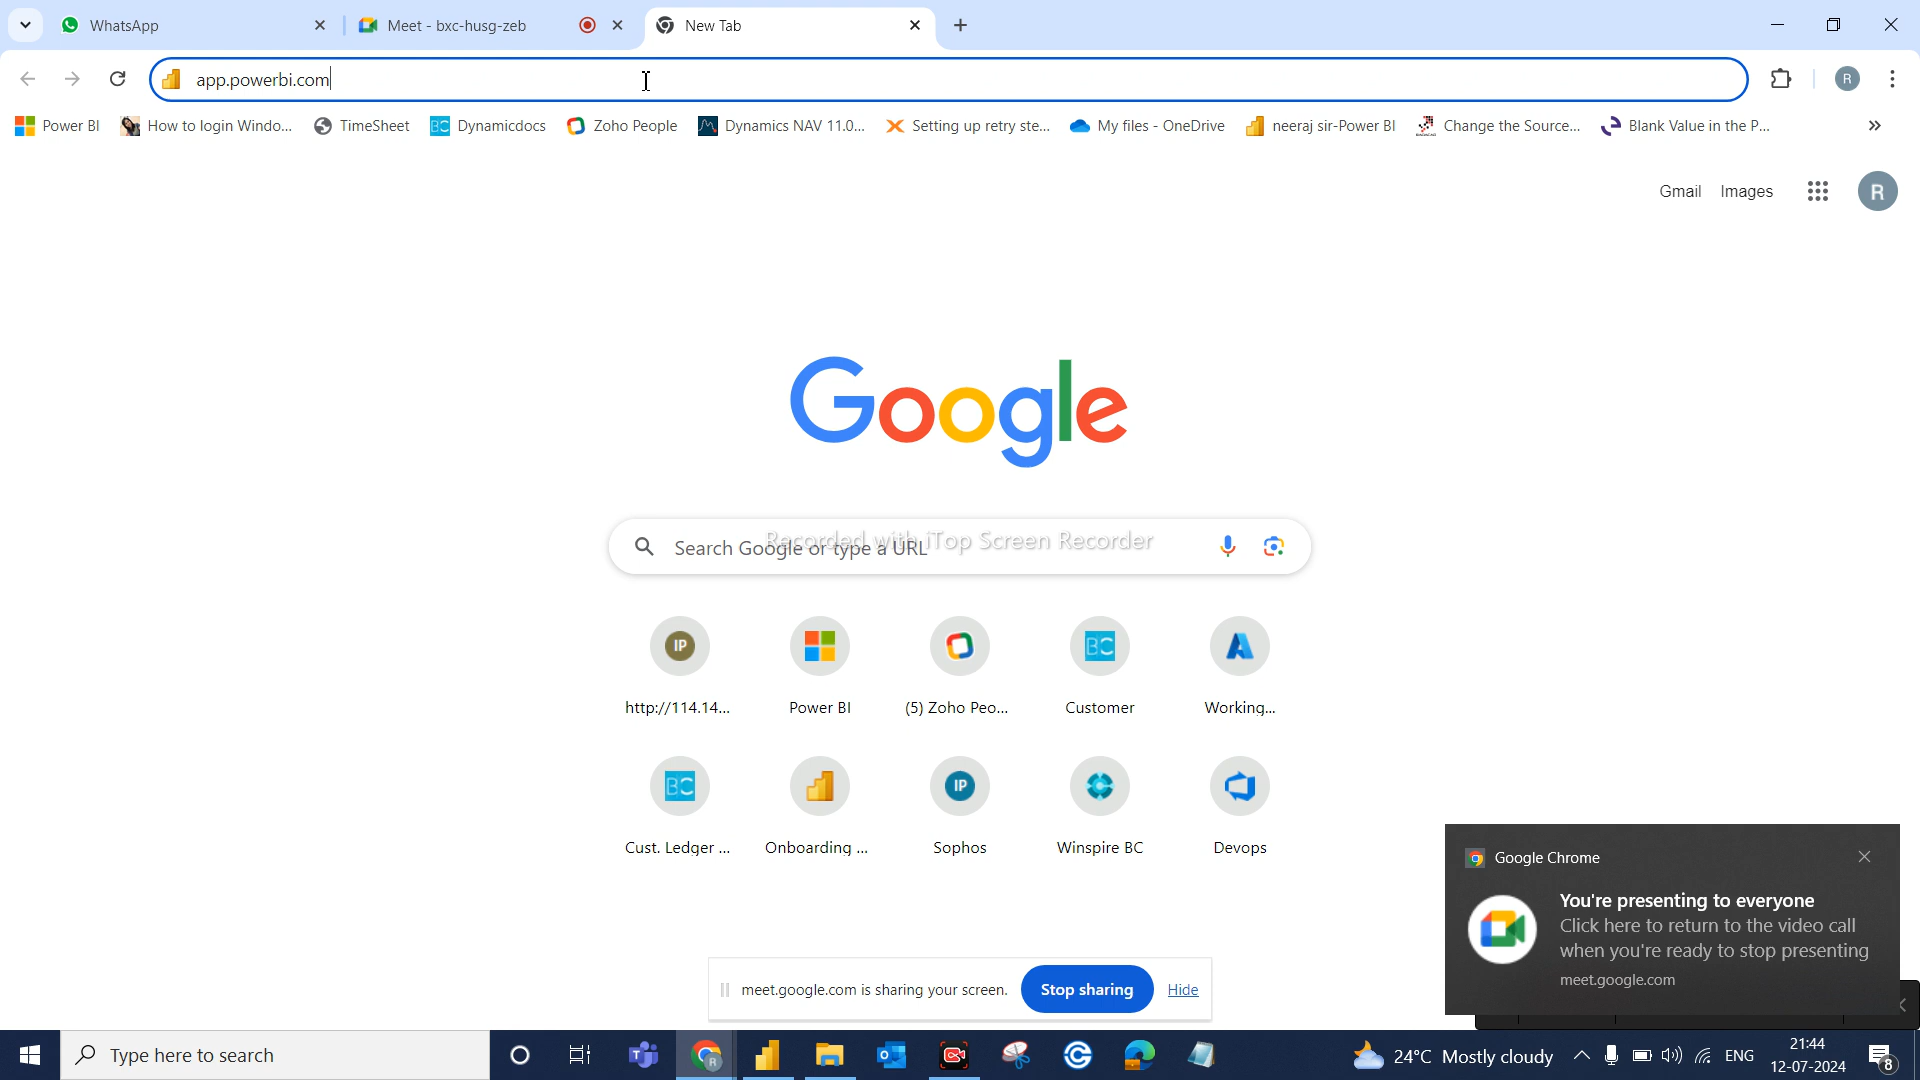 WhatsApp
Meet - bxc-husg-zeb
New Tab
app.powerbi.com
Power BI
How to login Windo...
TimeSheet
BC Dynamicdocs
Zoho People
Dynamics NAV 11.0...
Setting up retry ste...
My files - OneDrive
neeraj sir-Power BI
Change the Source...
Blank Value in the P...
R
Gmail Images
R
Google
Search Google or type a URL
Recorded with iTop Screen Recorder
IP
BC
http://114.14...
Power BI
(5) Zoho Peo...
Customer
Working...
BC
IP
Cust. Ledger ...
Onboarding ...
Sophos
Winspire BC
Devops
Google Chrome
You're presenting to everyone
Click here to return to the video call
when you're ready to stop presenting
meet.google.com
meet.google.com is sharing your screen.
Stop sharing
Hide
Type here to search
24°C Mostly cloudy
ENG
21:44
12-07-2024
8